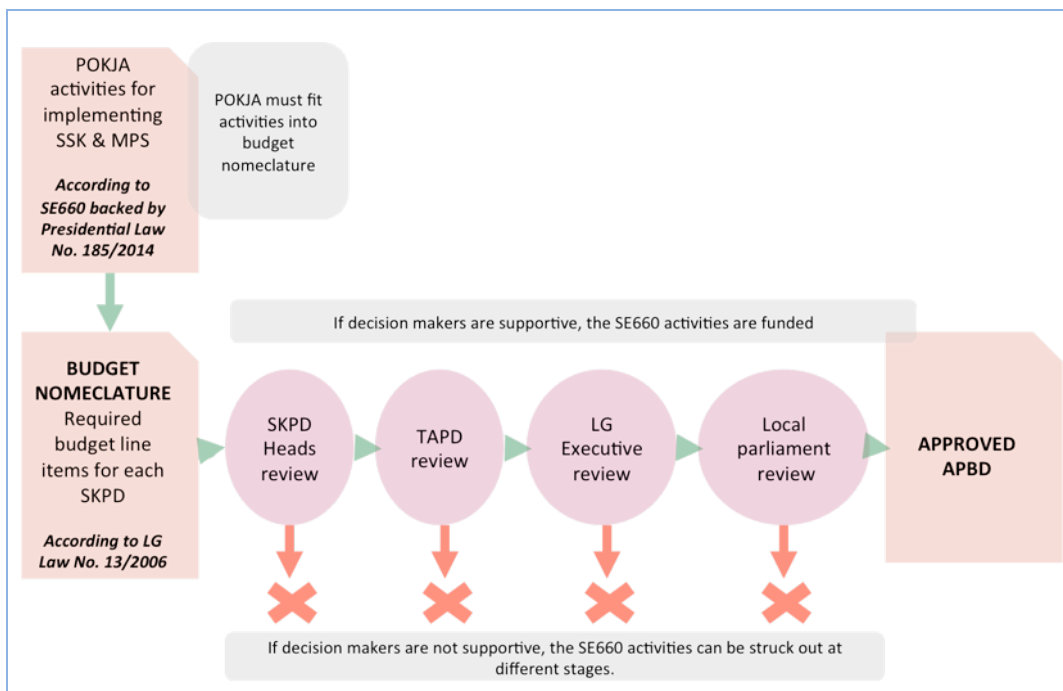 POKJA
activities for
implementing
SSK & MPS
According to
SE660 backed by
Presidential Law
No. 185/2014
POKJA must fit
activities into
budget
nomeclature
If decision makers are supportive, the SE660 activities are funded
BUDGET
NOMECLATURE
Required
budget line
items for each
SKPD
According to LG
Law No. 13/2006
SKPD
Heads
review
TAPD
review
LG
Executive
review
Local
parliament
review
APPROVED
APBD
If decision makers are not supportive, the SE660 activities can be struck out at
different stages.